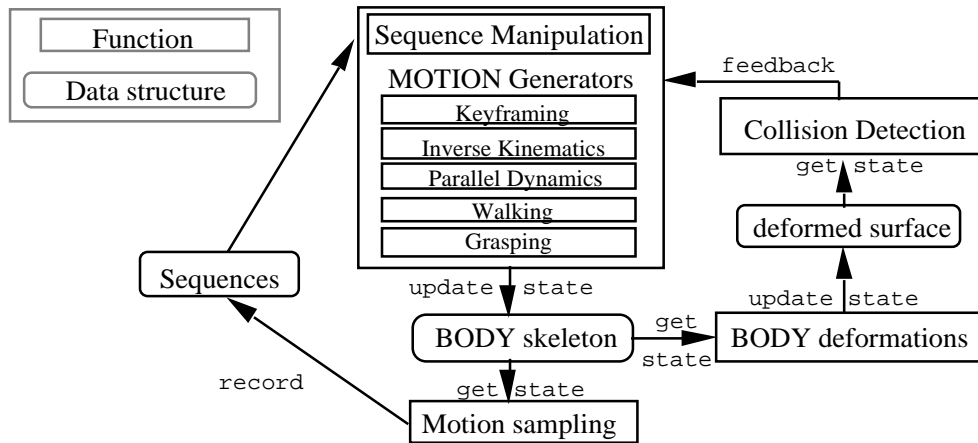 Function
Data structure
Sequence Manipulation
MOTION Generators
Keyframing
Inverse Kinematics
Parallel Dynamics
Walking
Grasping
feedback
Collision Detection
get state
deformed surface
update state
BODY deformations
Sequences
update state
BODY skeleton
get
state
get state
Motion sampling
record